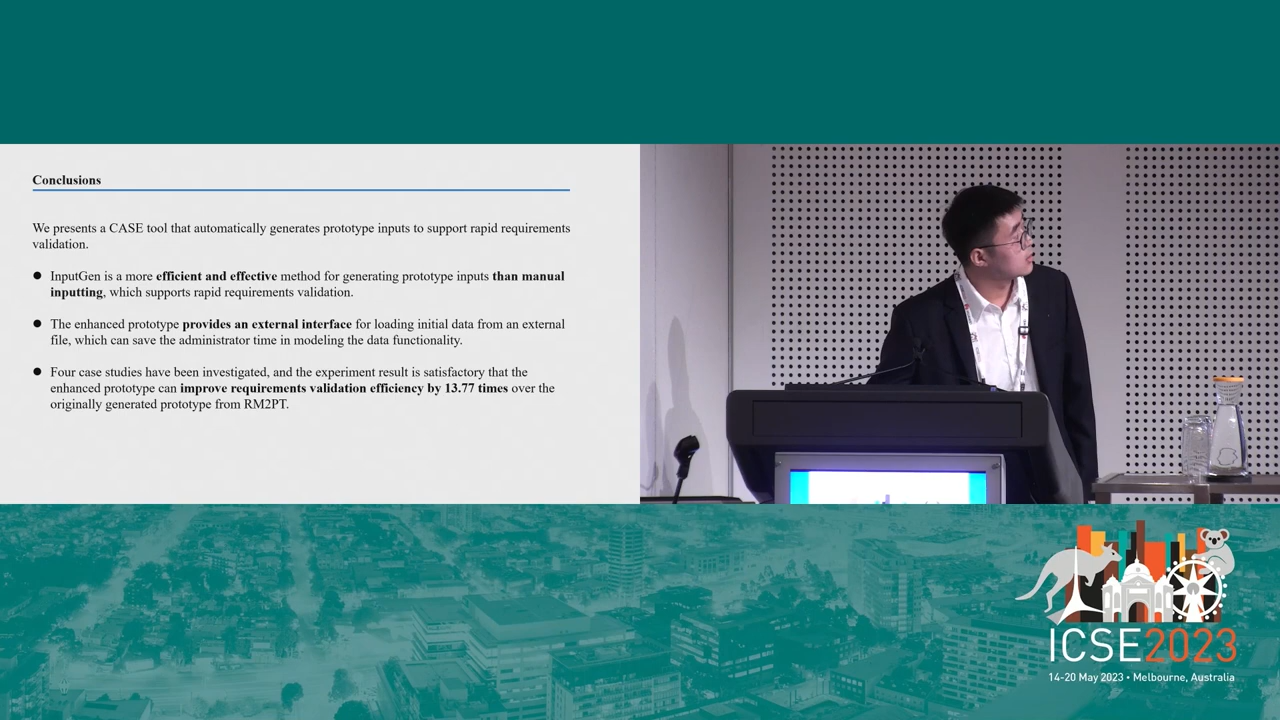 Conclusions
We presents a CASE tool that automatically generates prototype inputs to support rapid requirements
validation.
● InputGen is a more efficient and effective method for generating prototype inputs than manual
inputting, which supports rapid requirements validation.
● The enhanced prototype provides an external interface for loading initial data from an external
file, which can save the administrator time in modeling the data functionality.
● Four case studies have been investigated, and the experiment result is satisfactory that the
enhanced prototype can improve requirements validation efficiency by 13.77 times over the
originally generated prototype from RM2PT.
ICSE2023
14-20 May 2023 • Melbourne, Australia